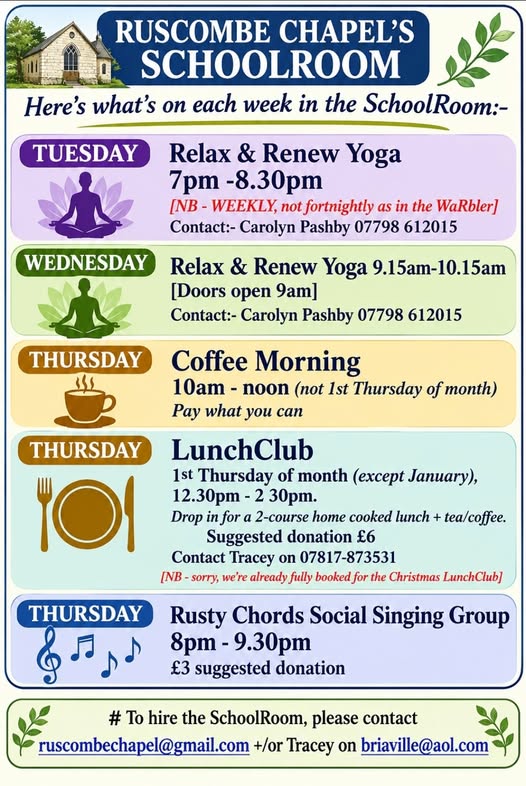 RUSCOMBE CHAPEL'S
SCHOOLROOM
Here's what's on each week in the SchoolRoom:-
TUESDAY
Relax & Renew Yoga
7pm -8.30pm
[NB - WEEKLY, not fortnightly as in the WaRbler]
Contact:- Carolyn Pashby 07798 612015
WEDNESDAY
Relax & Renew Yoga 9.15am-10.15am
[Doors open 9am]
Contact:- Carolyn Pashby 07798 612015
THURSDAY
Coffee Morning
10am - noon (not 1st Thursday of month)
Pay what you can
THURSDAY
LunchClub
1st Thursday of month (except January),
12.30pm - 2 30pm.
Drop in for a 2-course home cooked lunch + tea/coffee.
Suggested donation £6
Contact Tracey on 07817-873531
[NB - sorry, we're already fully booked for the Christmas LunchClub]
THURSDAY
Rusty Chords Social Singing Group
8pm - 9.30pm
£3 suggested donation
# To hire the SchoolRoom, please contact
ruscombechapel@gmail.com +/or Tracey on briaville@aol.com